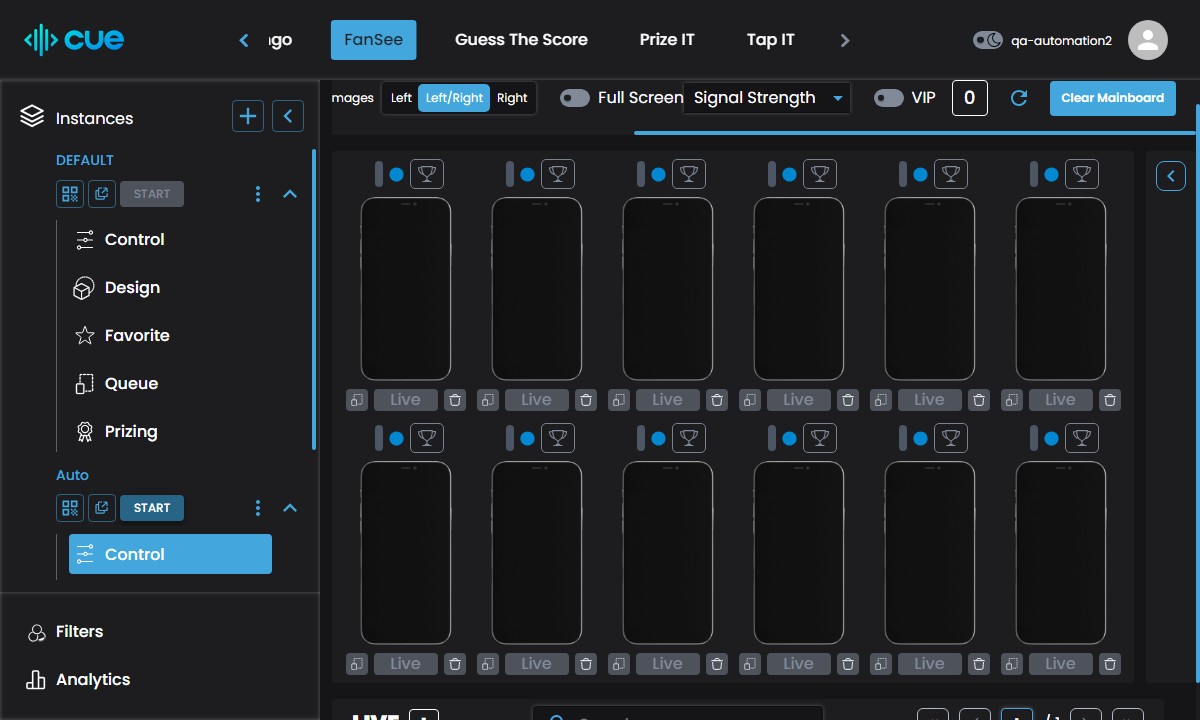 cue
ngo
FanSee
Guess The Score
Prize IT
Tap IT
qa-automation2
Instances
mages
Left
Left/Right
Right
Full Screen
Signal Strength
VIP
0
Clear Mainboard
DEFAULT
START
Control
Design
Favorite
Queue
Prizing
Auto
START
Control
Filters
Analytics
Live Live Live Live Live Live
Live Live Live Live Live Live
LIVE
/ 1